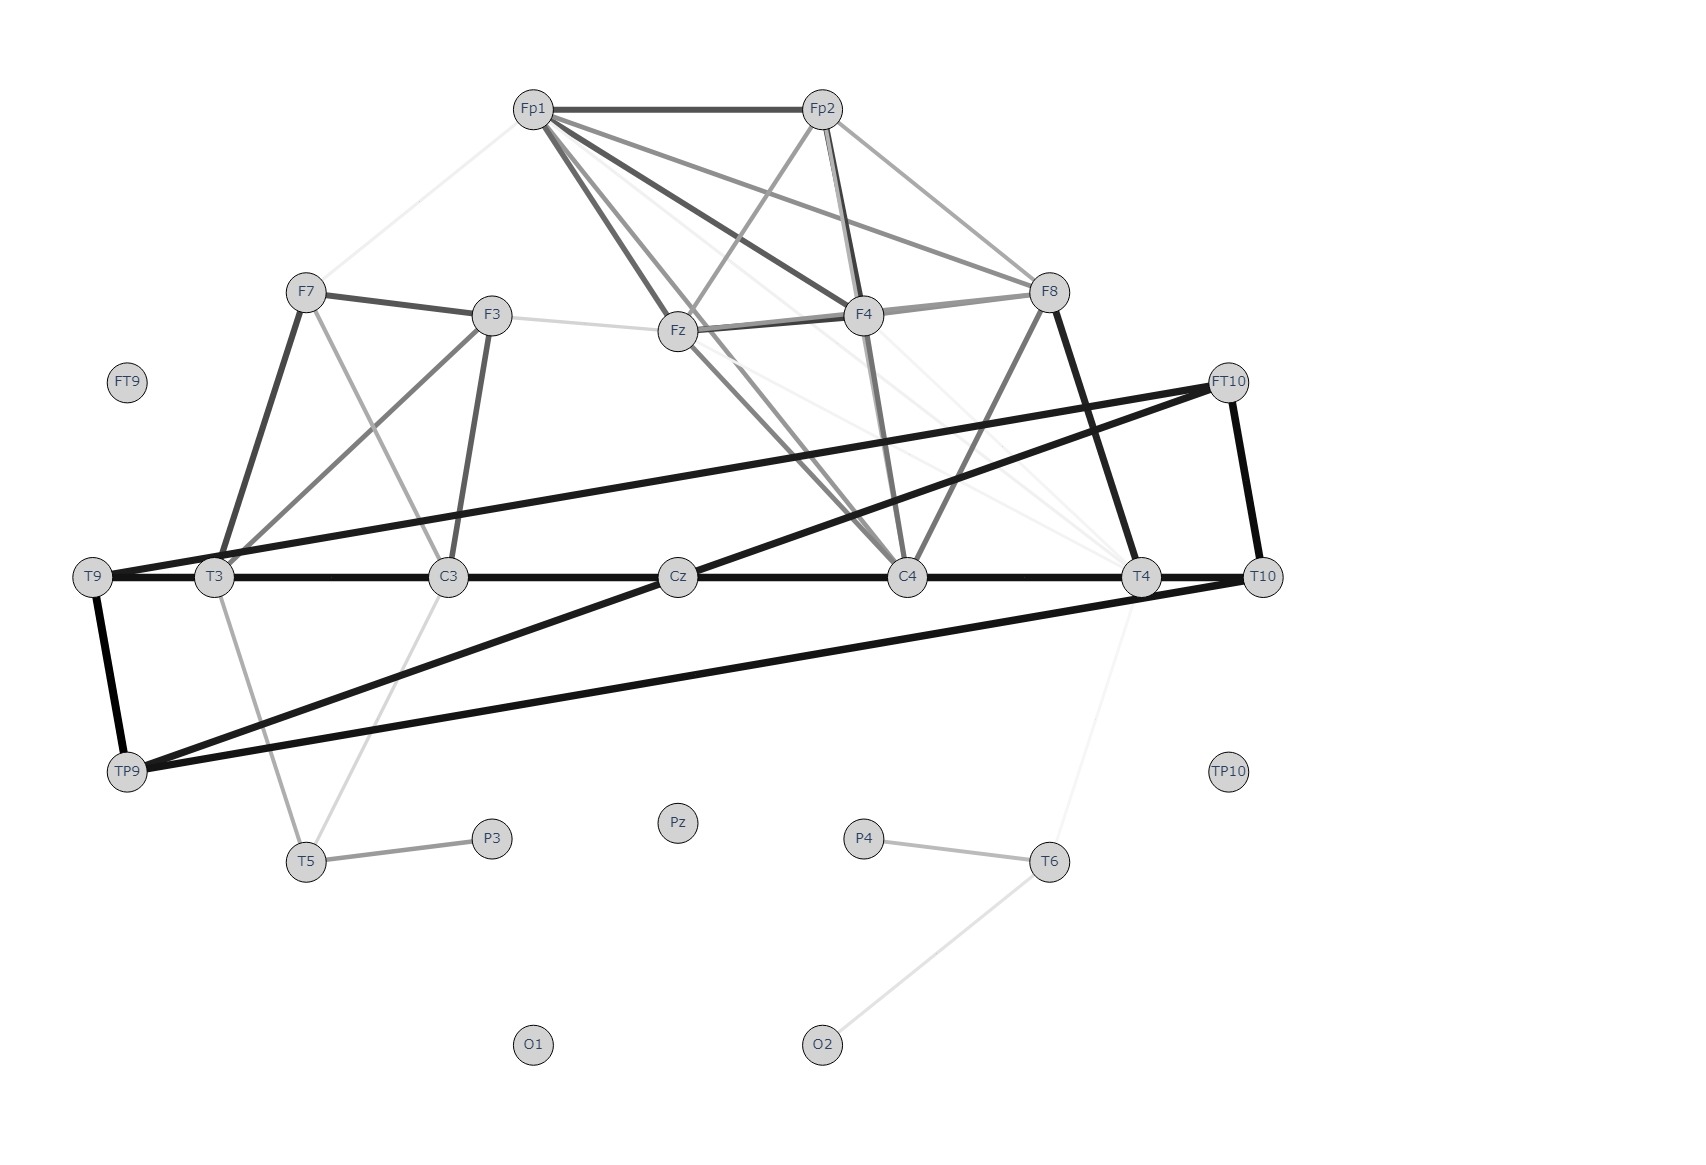 Fp1 Fp2
F7 F3 Fz F4 F8
FT9 FT10
T9 T3 C3 Cz C4 T4 T10
TP9 TP10
T5 P3 Pz P4 T6
O1 O2